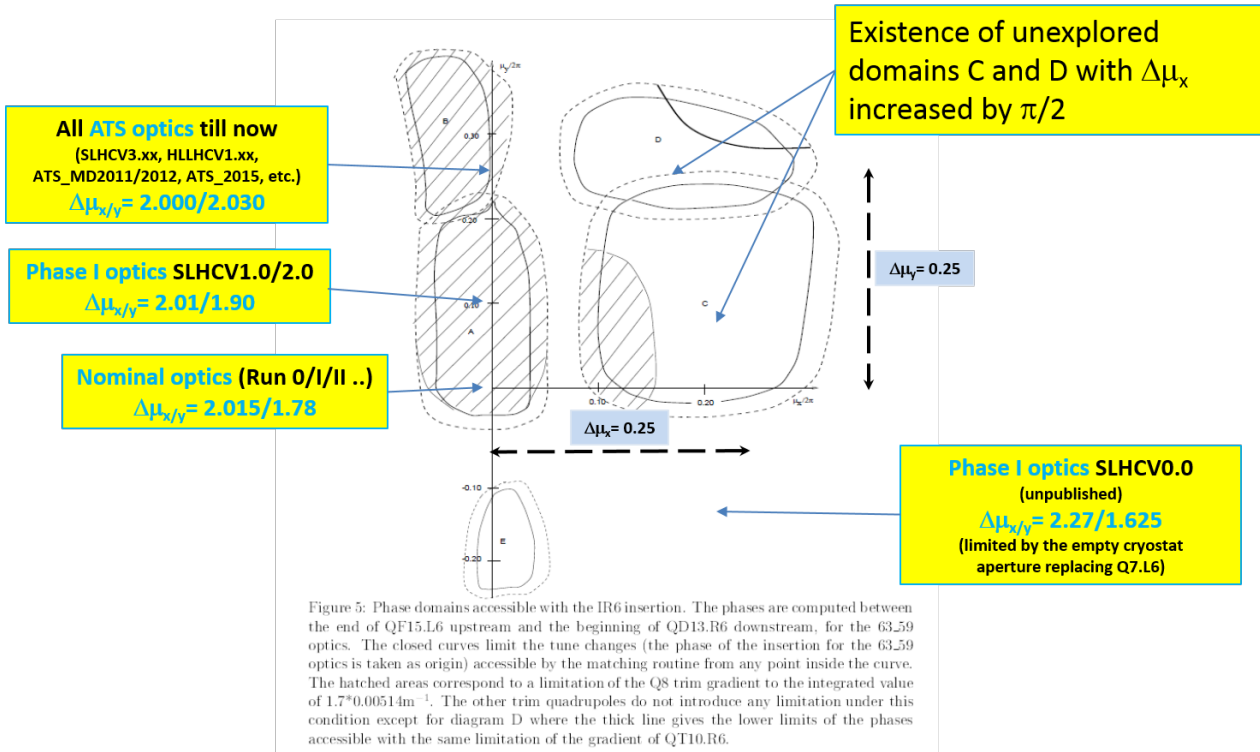 Existence of unexplored
domains C and D with Δμx
increased by π/2
All ATS optics till now
(SLHCV3.xx, HLLHCV1.xx,
ATS_MD2011/2012, ATS_2015, etc.)
Δμx/y= 2.000/2.030
Phase I optics SLHCV1.0/2.0
Δμx/y= 2.01/1.90
Nominal optics (Run 0/I/II ..)
Δμx/y= 2.015/1.78
μy/2π
B
0.30
D
0.20
0.10
A
C
0.10
0.20
μx/2π
Δμy= 0.25
Δμx= 0.25
-0.10
E
-0.20
Phase I optics SLHCV0.0
(unpublished)
Δμx/y= 2.27/1.625
(limited by the empty cryostat
aperture replacing Q7.L6)
Figure 5: Phase domains accessible with the IR6 insertion. The phases are computed between
the end of QF15.L6 upstream and the beginning of QD13.R6 downstream, for the 63_59
optics. The closed curves limit the tune changes (the phase of the insertion for the 63_59
optics is taken as origin) accessible by the matching routine from any point inside the curve.
The hatched areas correspond to a limitation of the Q8 trim gradient to the integrated value
of 1.7*0.00514m⁻¹. The other trim quadrupoles do not introduce any limitation under this
condition except for diagram D where the thick line gives the lower limits of the phases
accessible with the same limitation of the gradient of QT10.R6.